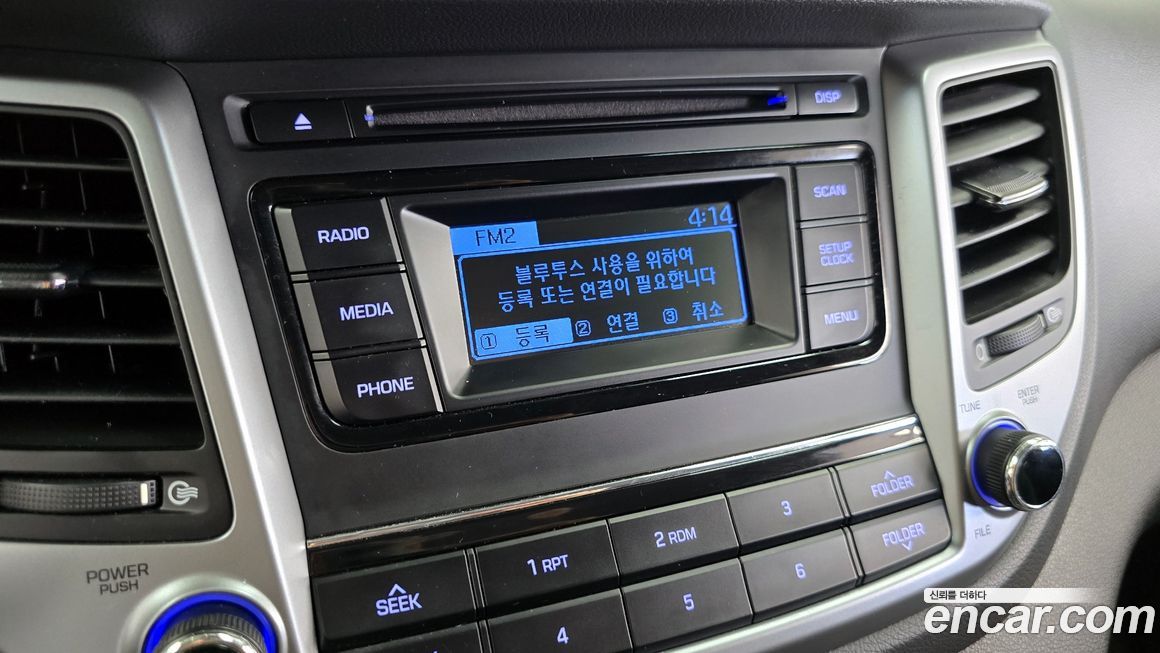 DISP
RADIO
MEDIA
PHONE
FM2 4:14
블루투스 사용을 위하여
등록 또는 연결이 필요합니다
1 등록 2 연결 3 취소
SCAN
SETUP
CLOCK
MENU
TUNE
ENTER
PUSH
FILE
POWER
PUSH
SEEK
1 RPT
2 RDM
3
FOLDER
4
5
6
FOLDER
신뢰를 더하다
encar.com